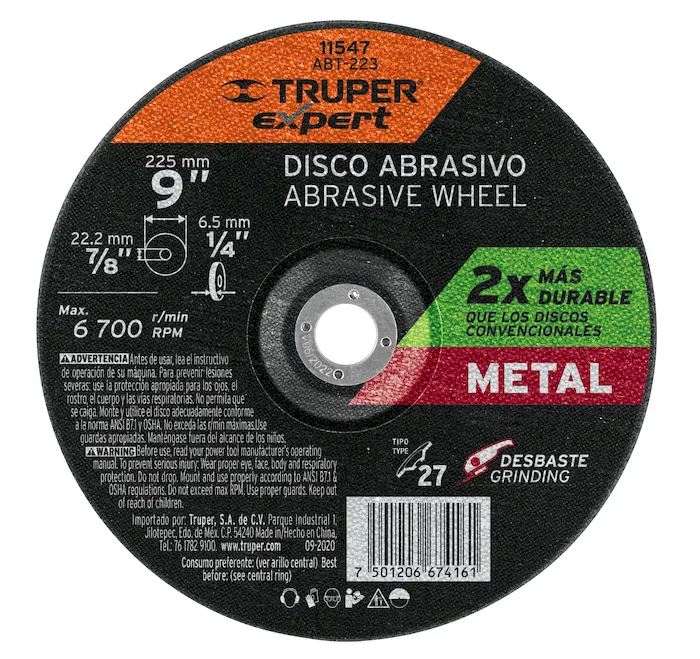 11547
ABT-223
TRUPER
expert
DISCO ABRASIVO
ABRASIVE WHEEL
225 mm
9"
22.2 mm
7/8"
6.5 mm
1/4"
Max.
6 700 r/min RPM
2x MÁS DURABLE
QUE LOS DISCOS
CONVENCIONALES
METAL
ADVERTENCIA Antes de usar, lea el instructivo
de operación de su máquina. Para prevenir lesiones
severas: use la protección apropiada para los ojos, el
rostro, el cuerpo y las vías respiratorias. No permita que
se caiga. Monte y utilice el disco adecuadamente conforme
a la norma ANSI B7.1 y OSHA. No exceda las r/min máximas. Use
guardas apropiadas. Manténgase fuera del alcance de los niños.
WARNING Before use, read your power tool manufacturer's operating
manual. To prevent serious injury: Wear proper eye, face, body and respiratory
protection. Do not drop. Mount and use properly according to ANSI B7.1 &
OSHA regulations. Do not exceed max RPM. Use proper guards. Keep out
of reach of children.
TIPO
TYPE
27
DESBASTE
GRINDING
Importado por: Truper, S.A. de C.V. Parque Industrial 1,
Jilotepec, Edo. de Méx. C.P. 54240 Made in/Hecho en China,
Tel.: 76 1782 9100. www.truper.com 09-2020
Consumo preferente: (ver arillo central) Best
before: (see central ring)
7 501206 674161
V10/2022